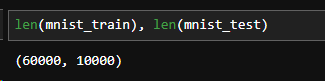 len(mnist_train), len(mnist_test)
(60000, 10000)